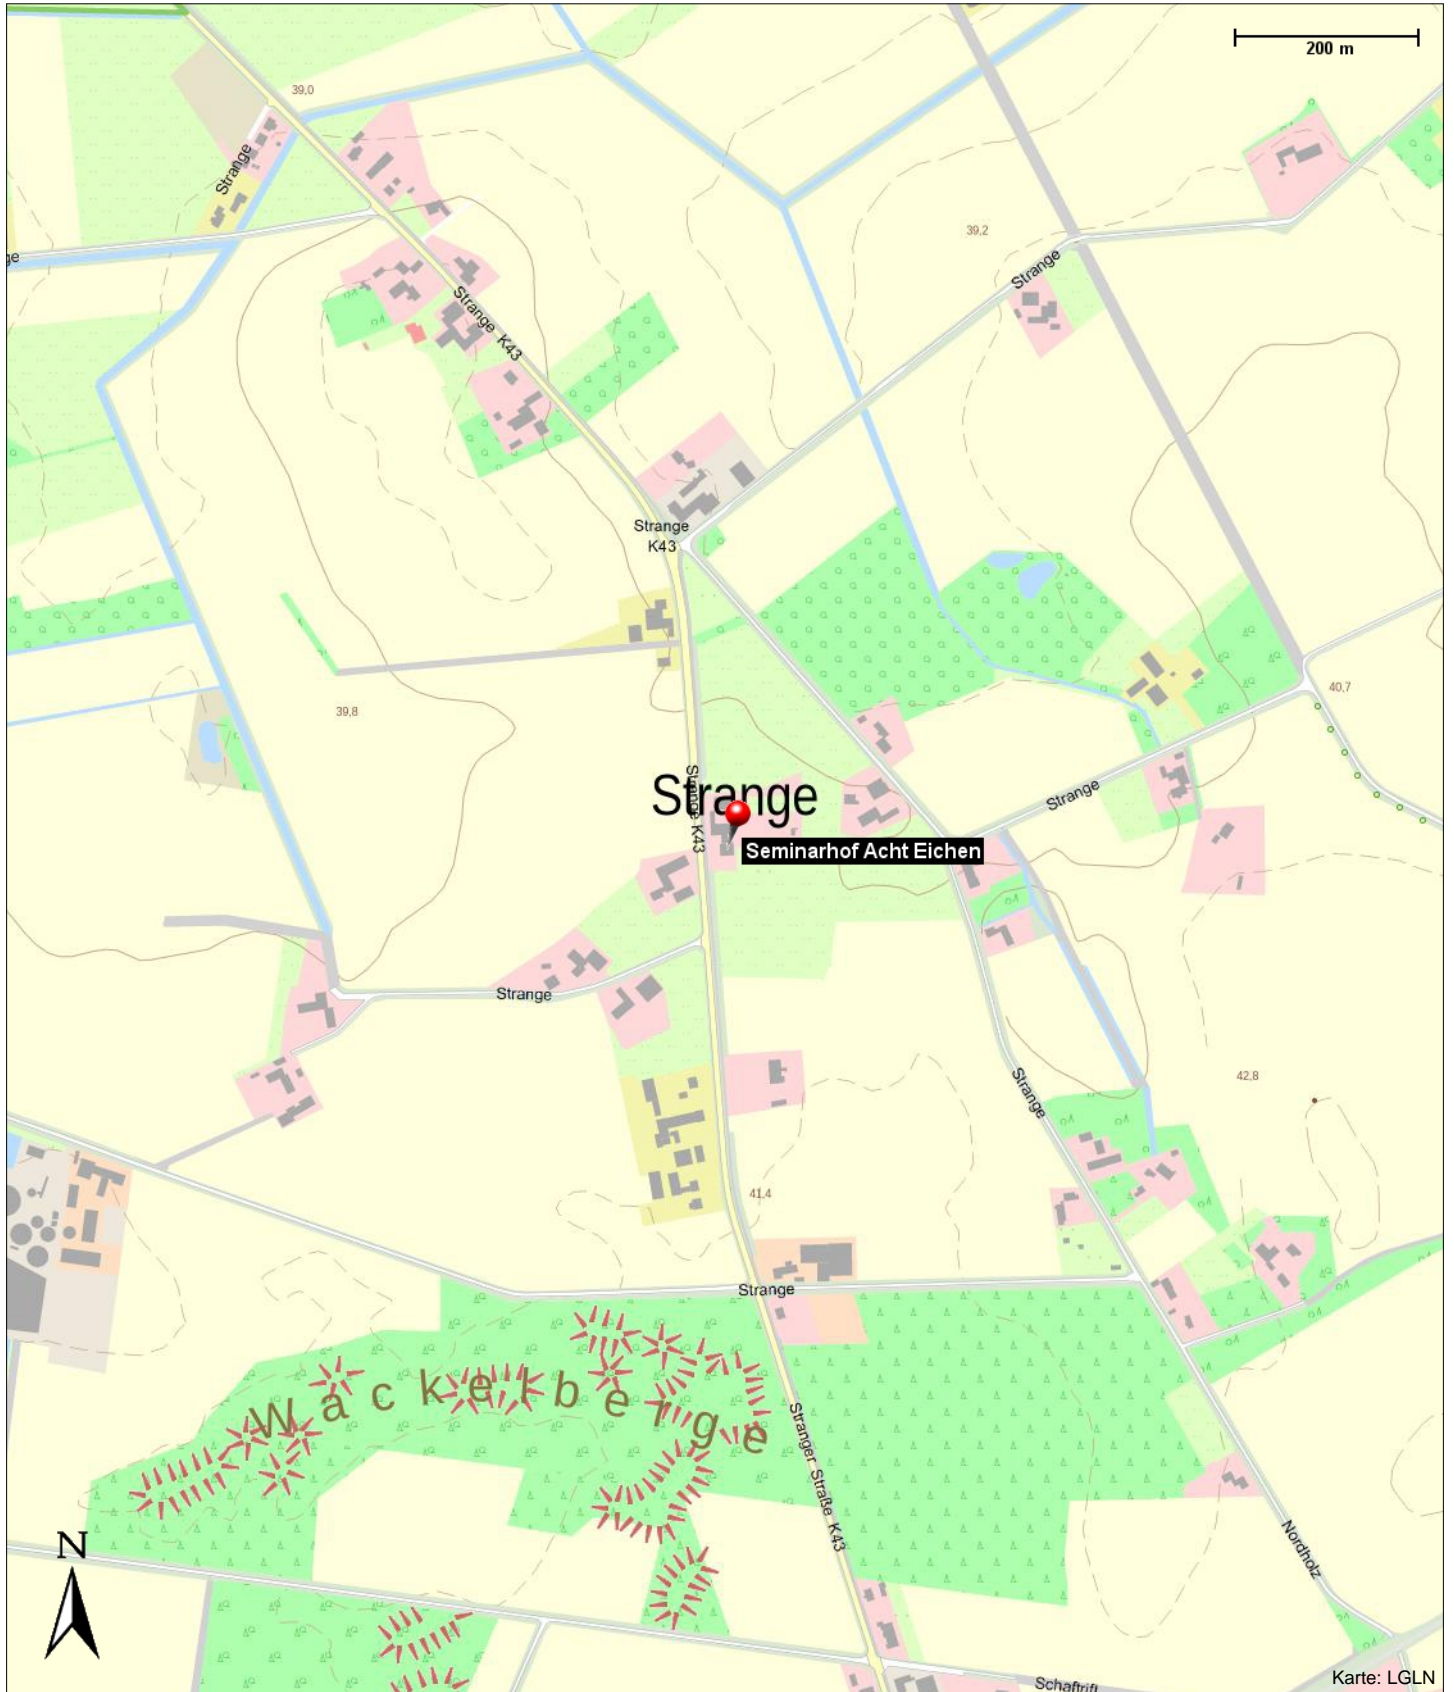 200 m
39,0
Strange
39,2
Strange
Strange K43
Strange
K43
40,7
39,8
Strange
Strange
Strange K43
Seminarhof Acht Eichen
Strange
Strange
42,8
41,4
Strange
Wackelberge
Stranger Straße K43
N
Nordholz
Schaftrift
Karte: LGLN